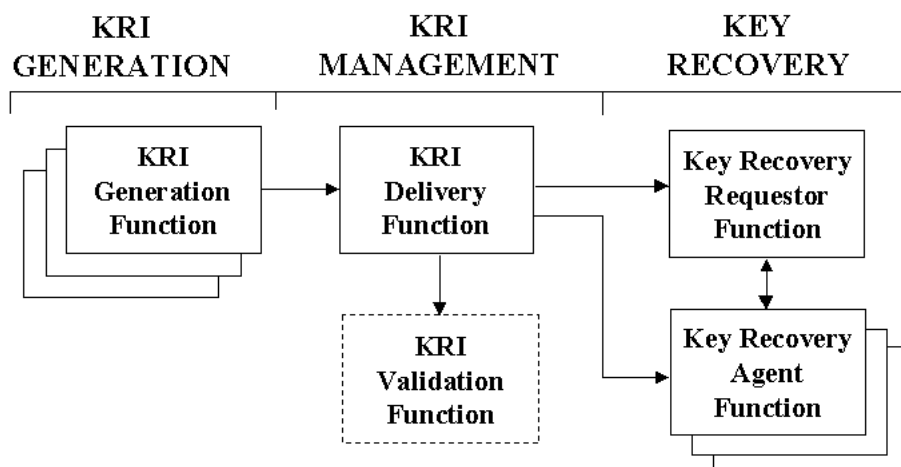 KRI
GENERATION
KRI
MANAGEMENT
KEY
RECOVERY
KRI
Generation
Function
KRI
Delivery
Function
Key Recovery
Requestor
Function
KRI
Validation
Function
Key Recovery
Agent
Function